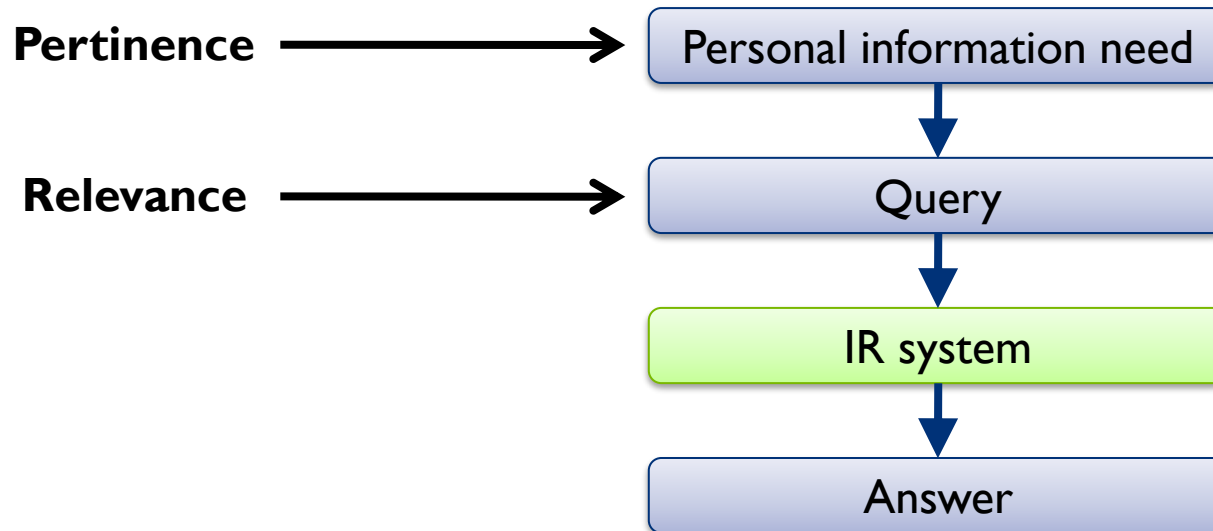 Pertinence
Personal information need
Relevance
Query
IR system
Answer